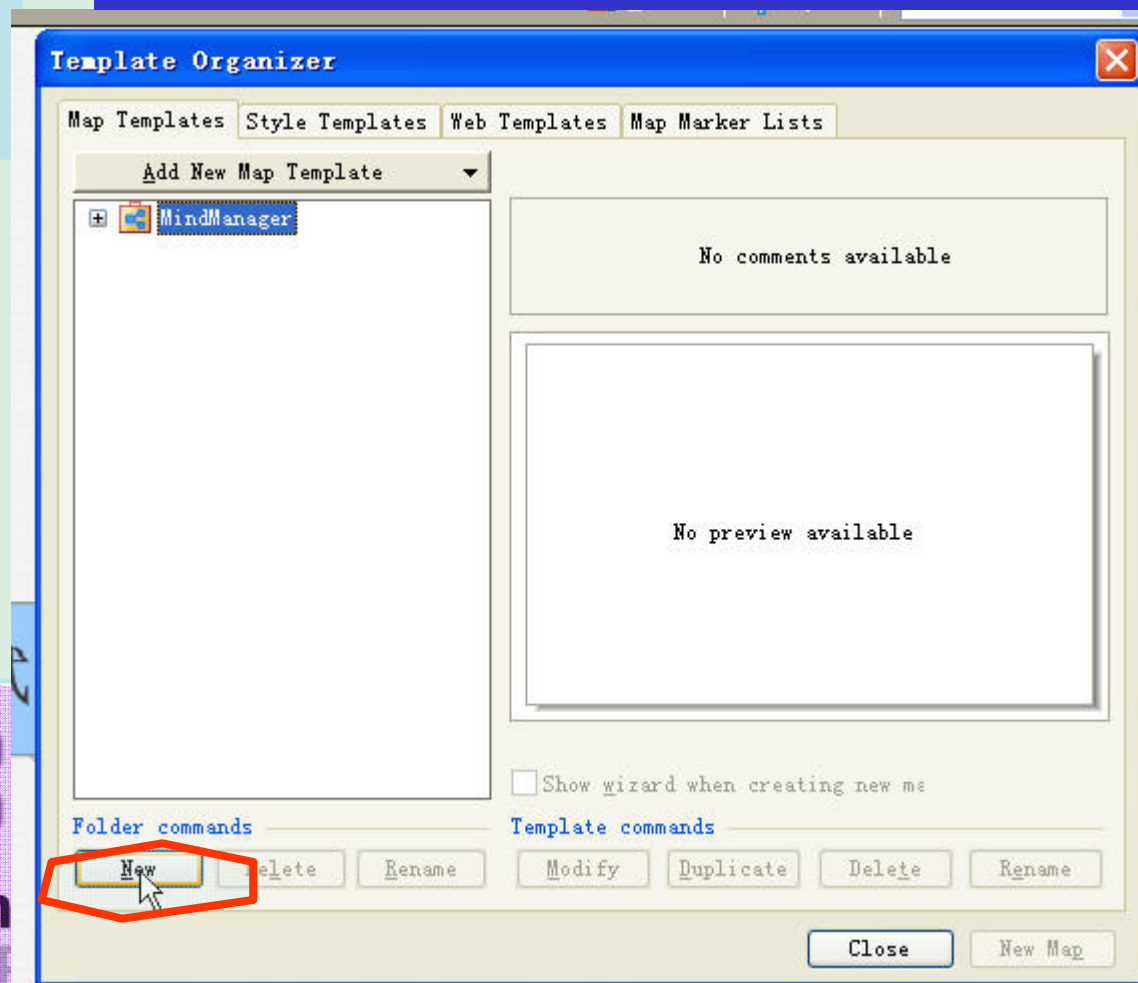 Template Organizer
Map Templates Style Templates Web Templates Map Marker Lists
Add New Map Template
MindManager
No comments available
No preview available
Show wizard when creating new ma
Folder commands Template commands
New Delete Rename Modify Duplicate Delete Rename
Close New Map